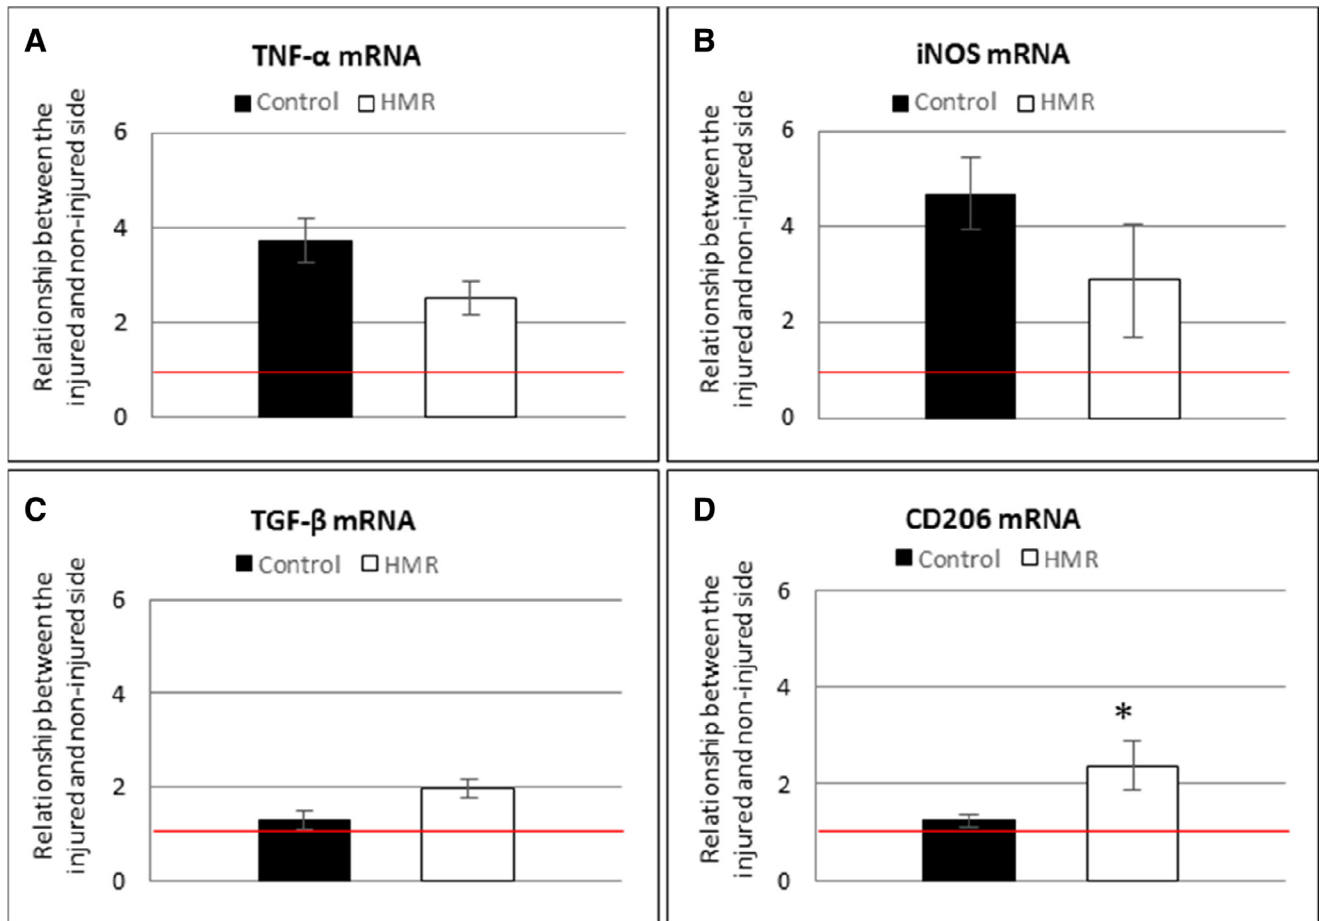 A
TNF-α mRNA
Control HMR
Relationship between the
injured and non-injured side
6
4
2
0
B
iNOS mRNA
Control HMR
Relationship between the
injured and non-injured side
6
4
2
0
C
TGF-β mRNA
Control HMR
Relationship between the
injured and non-injured side
6
4
2
0
D
CD206 mRNA
Control HMR
Relationship between the
injured and non-injured side
6
4
*
2
0